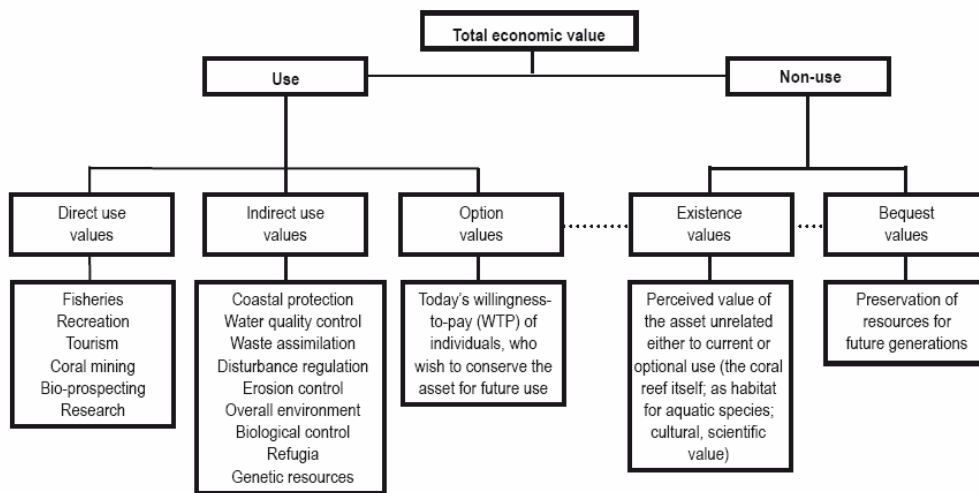 Total economic value
Use
Non-use
Direct use
values
Indirect use
values
Option
values
Existence
values
Bequest
values
Fisheries
Recreation
Tourism
Coral mining
Bio-prospecting
Research
Coastal protection
Water quality control
Waste assimilation
Disturbance regulation
Erosion control
Overall environment
Biological control
Refugia
Genetic resources
Today's willingness-
to-pay (WTP) of
individuals, who
wish to conserve the
asset for future use
Perceived value of
the asset unrelated
either to current or
optional use (the coral
reef itself; as habitat
for aquatic species;
cultural, scientific
value)
Preservation of
resources for
future generations